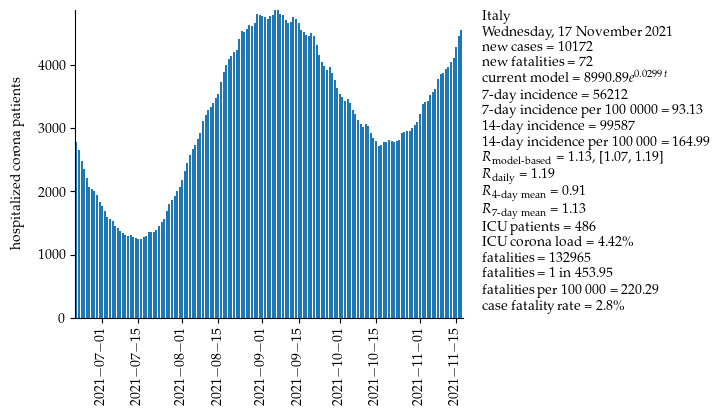 hospitalized corona patients
4000
3000
2000
1000
0
2021−07−01
2021−07−15
2021−08−01
2021−08−15
2021−09−01
2021−09−15
2021−10−01
2021−10−15
2021−11−01
2021−11−15
Italy
Wednesday, 17 November 2021
new cases = 10172
new fatalities = 72
current model = 8990.89e^0.0299 t
7-day incidence = 56212
7-day incidence per 100 0000 = 93.13
14-day incidence = 99587
14-day incidence per 100 000 = 164.99
R model-based = 1.13, [1.07, 1.19]
R daily = 1.19
R 4-day mean = 0.91
R 7-day mean = 1.13
ICU patients = 486
ICU corona load = 4.42%
fatalities = 132965
fatalities = 1 in 453.95
fatalities per 100 000 = 220.29
case fatality rate = 2.8%